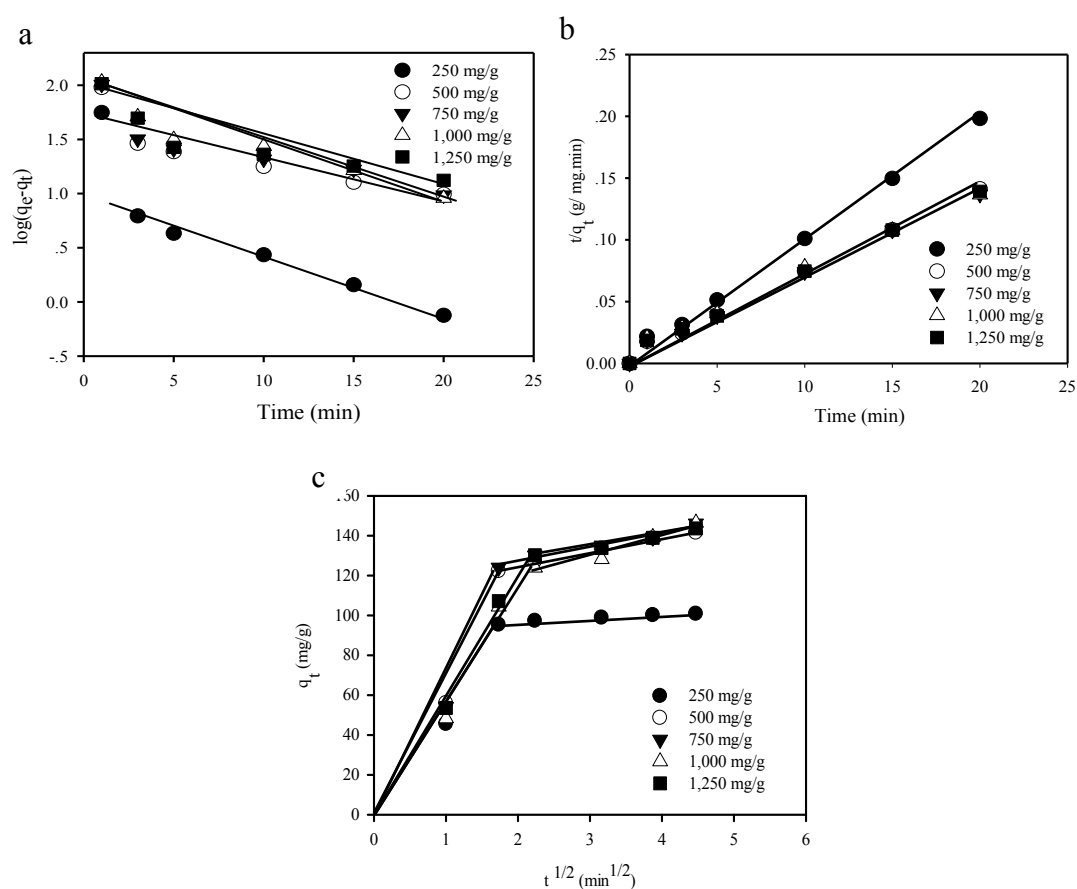 a
2.0
1.5
1.0
.5
0.0
-.5
log(qe-qt)
0 5 10 15 20 25
Time (min)
250 mg/g
500 mg/g
750 mg/g
1,000 mg/g
1,250 mg/g
b
.20
.15
.10
0.05
0.00
t/qt (g/ mg.min)
0 5 10 15 20 25
Time (min)
250 mg/g
500 mg/g
750 mg/g
1,000 mg/g
1,250 mg/g
c
140
120
100
80
60
40
20
0
qt (mg/g)
0 1 2 3 4 5 6
t 1/2 (min1/2)
250 mg/g
500 mg/g
750 mg/g
1,000 mg/g
1,250 mg/g